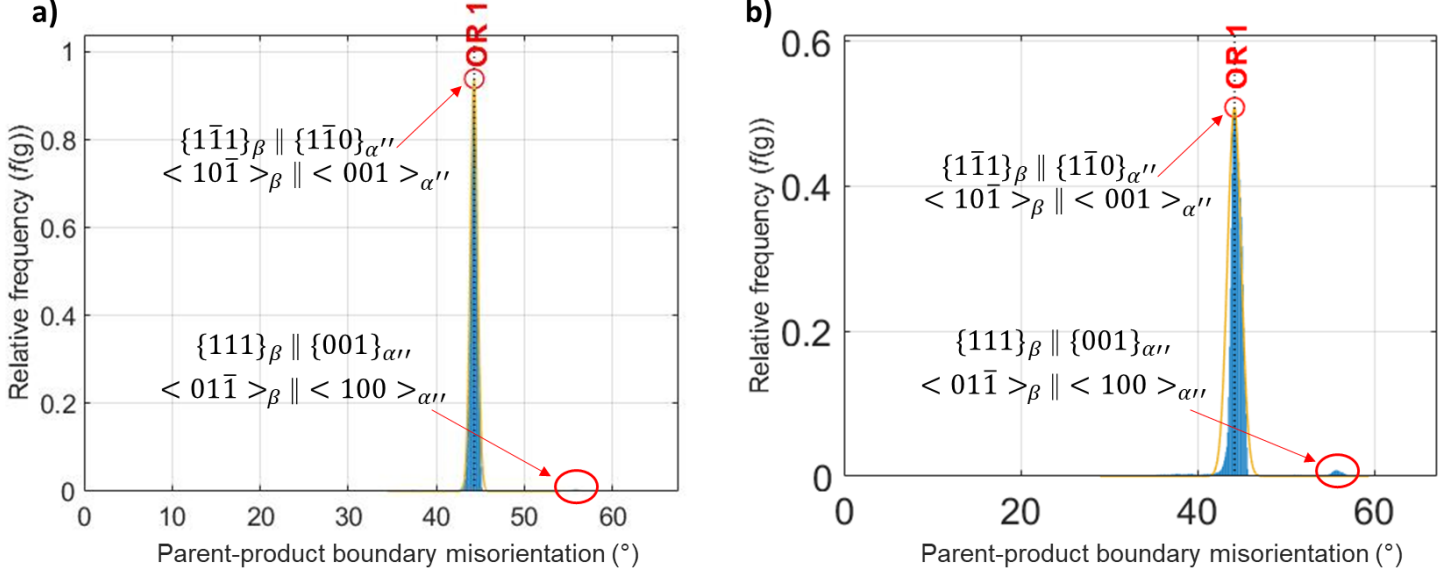 a)
OR 1
Relative frequency (f(g))
1
0.8
0.6
0.4
0.2
0
{11̅1}β ∥ {11̅0}α′′
< 101̅ >β ∥ < 001 >α′′
{111}β ∥ {001}α′′
< 011̅ >β ∥ < 100 >α′′
0 10 20 30 40 50 60
Parent-product boundary misorientation (°)
b)
OR 1
Relative frequency (f(g))
0.6
0.4
0.2
0
{11̅1}β ∥ {11̅0}α′′
< 101̅ >β ∥ < 001 >α′′
{111}β ∥ {001}α′′
< 011̅ >β ∥ < 100 >α′′
0 20 40 60
Parent-product boundary misorientation (°)